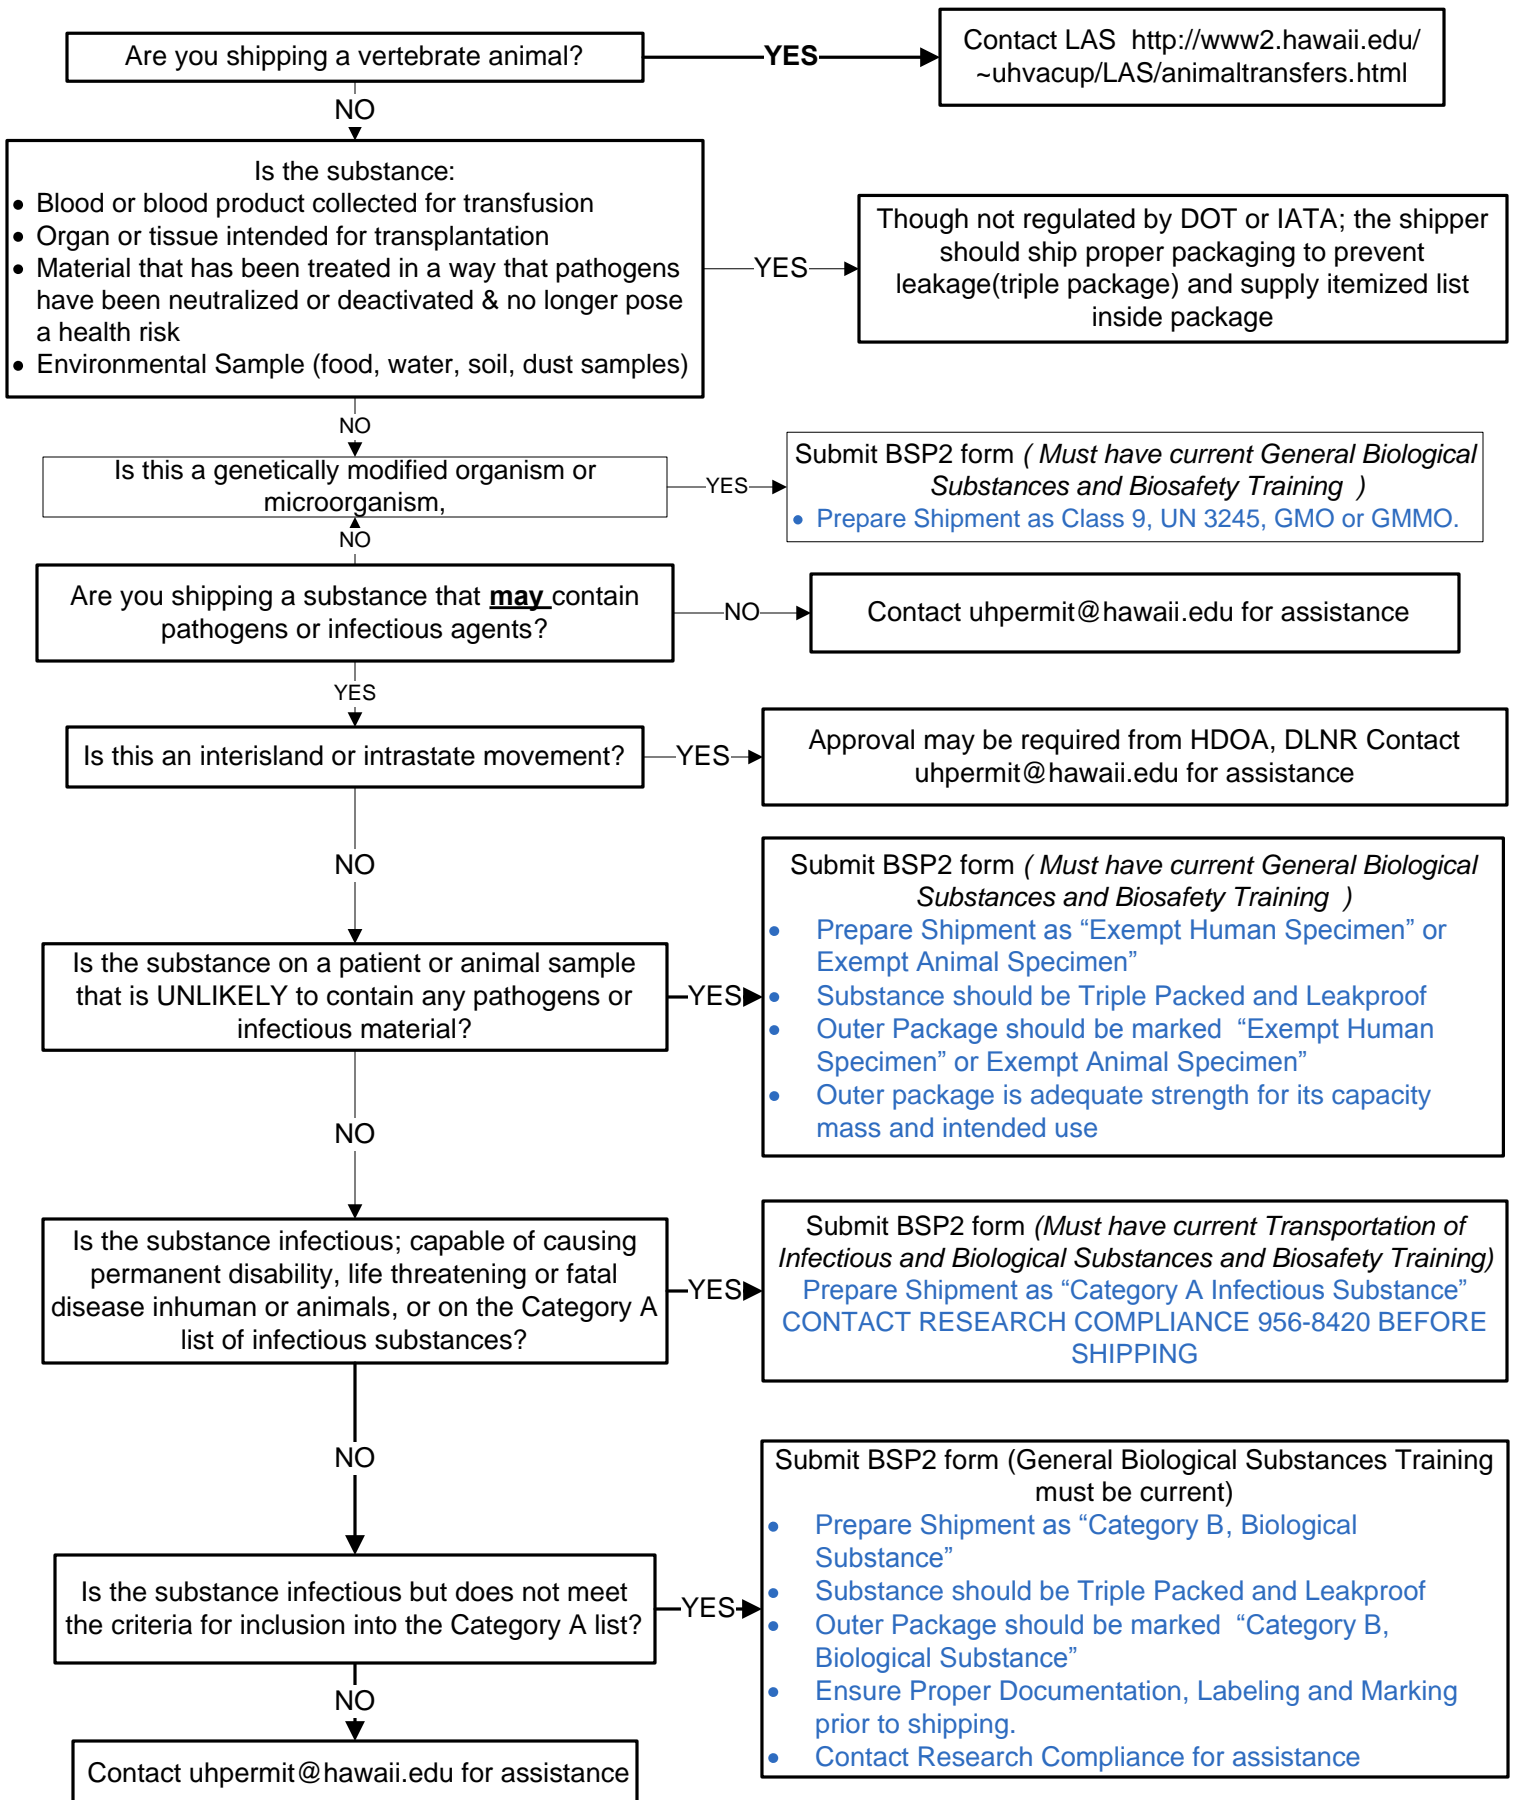 Are you shipping a vertebrate animal?
YES
Contact LAS  http://www2.hawaii.edu/
~uhvacup/LAS/animaltransfers.html
NO
Is the substance:
• Blood or blood product collected for transfusion
• Organ or tissue intended for transplantation
• Material that has been treated in a way that pathogens
have been neutralized or deactivated & no longer pose
a health risk
• Environmental Sample (food, water, soil, dust samples)
YES
Though not regulated by DOT or IATA; the shipper
should ship proper packaging to prevent
leakage(triple package) and supply itemized list
inside package
NO
Is this a genetically modified organism or
microorganism,
YES
Submit BSP2 form ( Must have current General Biological
Substances and Biosafety Training  )
• Prepare Shipment as Class 9, UN 3245, GMO or GMMO.
NO
Are you shipping a substance that may contain
pathogens or infectious agents?
NO
Contact uhpermit@hawaii.edu for assistance
YES
Is this an interisland or intrastate movement?
YES
Approval may be required from HDOA, DLNR Contact
uhpermit@hawaii.edu for assistance
NO
Is the substance on a patient or animal sample
that is UNLIKELY to contain any pathogens or
infectious material?
YES
Submit BSP2 form ( Must have current General Biological
Substances and Biosafety Training  )
• Prepare Shipment as “Exempt Human Specimen” or
Exempt Animal Specimen”
• Substance should be Triple Packed and Leakproof
• Outer Package should be marked  “Exempt Human
Specimen” or Exempt Animal Specimen”
• Outer package is adequate strength for its capacity
mass and intended use
NO
Is the substance infectious; capable of causing
permanent disability, life threatening or fatal
disease inhuman or animals, or on the Category A
list of infectious substances?
YES
Submit BSP2 form (Must have current Transportation of
Infectious and Biological Substances and Biosafety Training)
Prepare Shipment as “Category A Infectious Substance”
CONTACT RESEARCH COMPLIANCE 956-8420 BEFORE
SHIPPING
NO
Is the substance infectious but does not meet
the criteria for inclusion into the Category A list?
YES
Submit BSP2 form (General Biological Substances Training
must be current)
• Prepare Shipment as “Category B, Biological
Substance”
• Substance should be Triple Packed and Leakproof
• Outer Package should be marked  “Category B,
Biological Substance”
• Ensure Proper Documentation, Labeling and Marking
prior to shipping.
• Contact Research Compliance for assistance
NO
Contact uhpermit@hawaii.edu for assistance